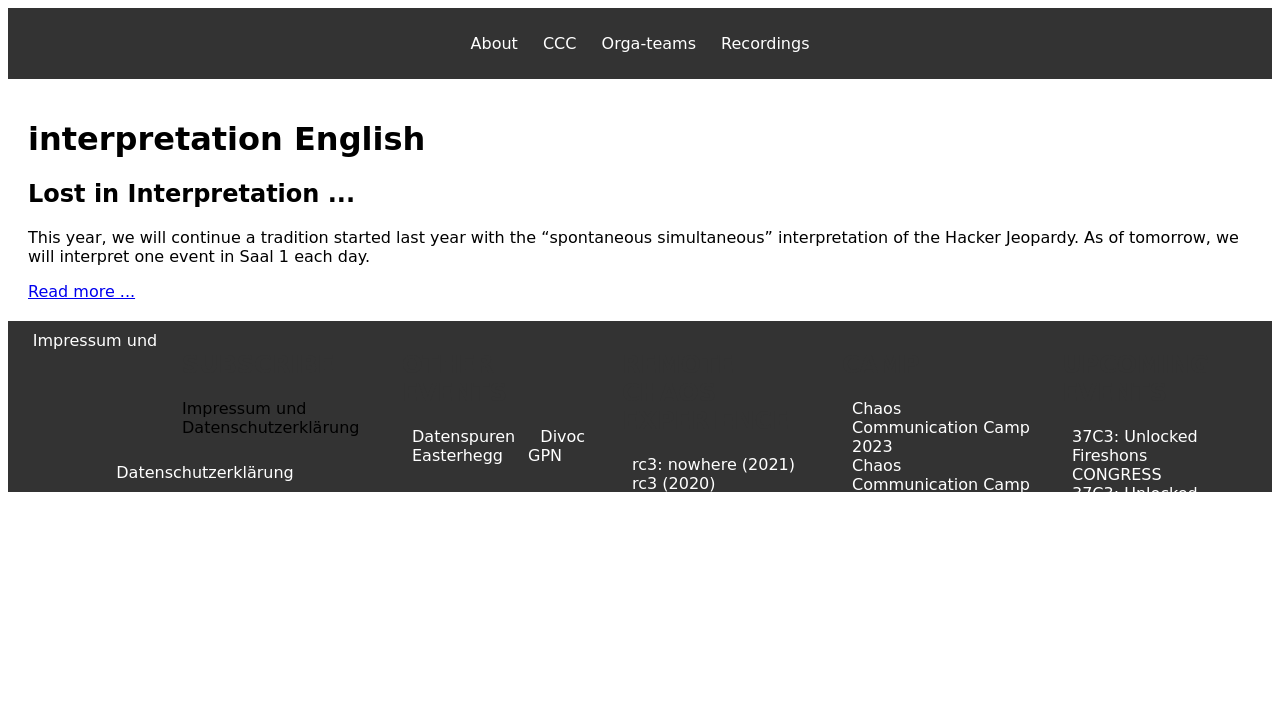 About CCC Orga-teams Recordings
interpretation English
Lost in Interpretation ...
This year, we will continue a tradition started last year with the “spontaneous simultaneous” interpretation of the Hacker Jeopardy. As of tomorrow, we
will interpret one event in Saal 1 each day.
Read more ...
Impressum und
Datenschutzerklärung
Impressum und
Datenschutzerklärung
Datenspuren Divoc
Easterhegg GPN
rc3: nowhere (2021)
rc3 (2020)
Chaos
Communication Camp
2023
Chaos
Communication Camp
37C3: Unlocked
Fireshons
CONGRESS
37C3: Unlocked